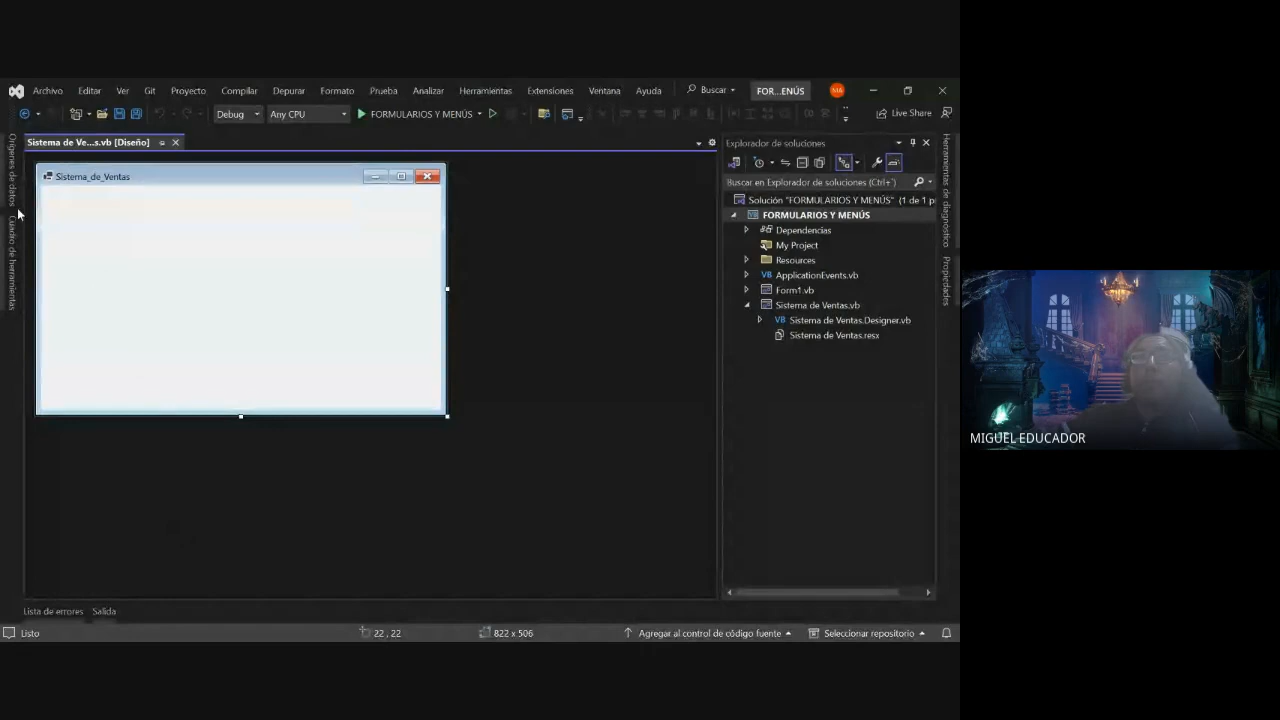 Archivo Editar Ver Git Proyecto Compilar Depurar Formato Prueba Analizar Herramientas Extensiones Ventana Ayuda Buscar FOR...ENÚS MA
Debug Any CPU FORMULARIOS Y MENÚS Live Share
Sistema de Ve...s.vb [Diseño]
Sistema_de_Ventas
Orígenes de datos
Cuadro de herramientas
Explorador de soluciones
Buscar en Explorador de soluciones (Ctrl+')
Solución "FORMULARIOS Y MENÚS" (1 de 1 pr
FORMULARIOS Y MENÚS
Dependencias
My Project
Resources
VB ApplicationEvents.vb
Form1.vb
Sistema de Ventas.vb
VB Sistema de Ventas.Designer.vb
Sistema de Ventas.resx
Herramientas de diagnóstico
Propiedades
MIGUEL EDUCADOR
Lista de errores Salida
Listo 22 , 22 822 x 506 Agregar al control de código fuente Seleccionar repositorio